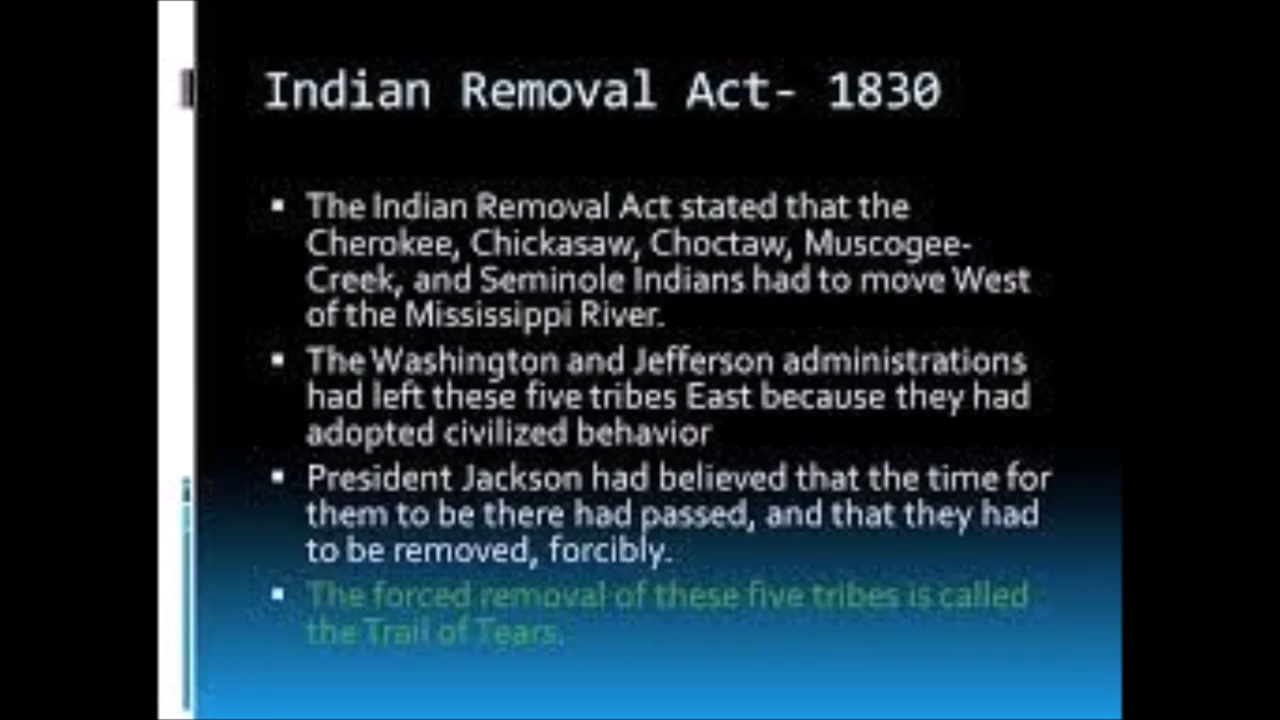 Indian Removal Act- 1830
▪ The Indian Removal Act stated that the
Cherokee, Chickasaw, Choctaw, Muscogee-
Creek, and Seminole Indians had to move West
of the Mississippi River.
▪ The Washington and Jefferson administrations
had left these five tribes East because they had
adopted civilized behavior
▪ President Jackson had believed that the time for
them to be there had passed, and that they had
to be removed, forcibly.
▪ The forced removal of these five tribes is called
the Trail of Tears.